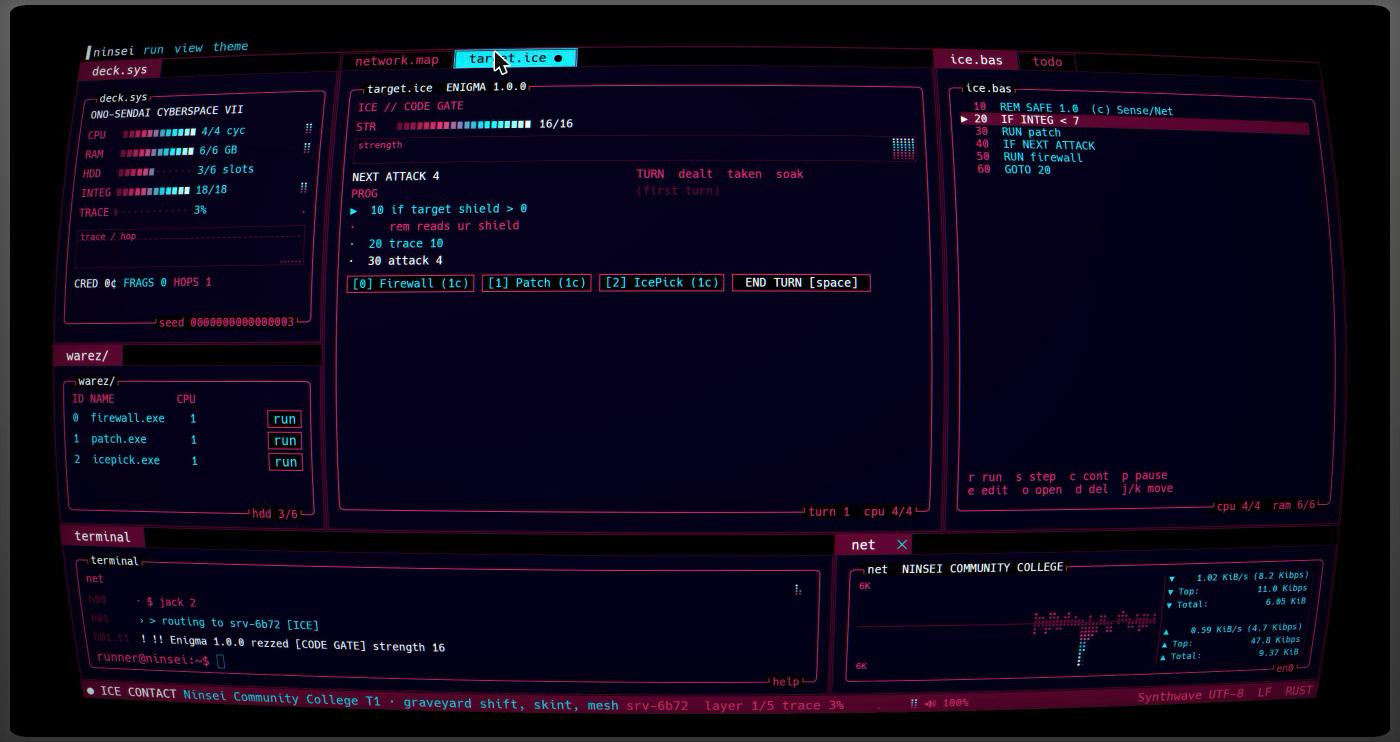 ninsei run view theme
deck.sys
deck.sys
ONO-SENDAI CYBERSPACE VII
CPU 4/4 cyc
RAM 6/6 GB
HDD 3/6 slots
INTEG 18/18
TRACE 3%
trace / hop
CRED 0¢ FRAGS 0 HOPS 1
seed 0000000000000003
warez/
warez/
ID NAME CPU
0 firewall.exe 1 run
1 patch.exe 1 run
2 icepick.exe 1 run
hdd 3/6
network.map target.ice ●
target.ice ENIGMA 1.0.0
ICE // CODE GATE
STR 16/16
strength
NEXT ATTACK 4
TURN dealt taken soak
(first turn)
PROG
▶ 10 if target shield > 0
· rem reads ur shield
· 20 trace 10
· 30 attack 4
[0] Firewall (1c) [1] Patch (1c) [2] IcePick (1c) END TURN [space]
turn 1 cpu 4/4
ice.bas todo
ice.bas
10 REM SAFE 1.0 (c) Sense/Net
▶ 20 IF INTEG < 7
30 RUN patch
40 IF NEXT ATTACK
50 RUN firewall
60 GOTO 20
r run s step c cont p pause
e edit o open d del j/k move
cpu 4/4 ram 6/6
terminal
terminal
net
h00 · $ jack 2
h01 › > routing to srv-6b72 [ICE]
h01.t1 ! !! Enigma 1.0.0 rezzed [CODE GATE] strength 16
runner@ninsei:~$
help
net ×
net NINSEI COMMUNITY COLLEGE
6K
6K
▼ 1.02 KiB/s (8.2 Kibps)
▼ Top: 11.0 Kibps
▼ Total: 6.05 KiB
▲ 0.59 KiB/s (4.7 Kibps)
▲ Top: 47.8 Kibps
▲ Total: 9.37 KiB
en0
● ICE CONTACT Ninsei Community College T1 · graveyard shift, skint, mesh srv-6b72 layer 1/5 trace 3% 100% Synthwave UTF-8 LF RUST